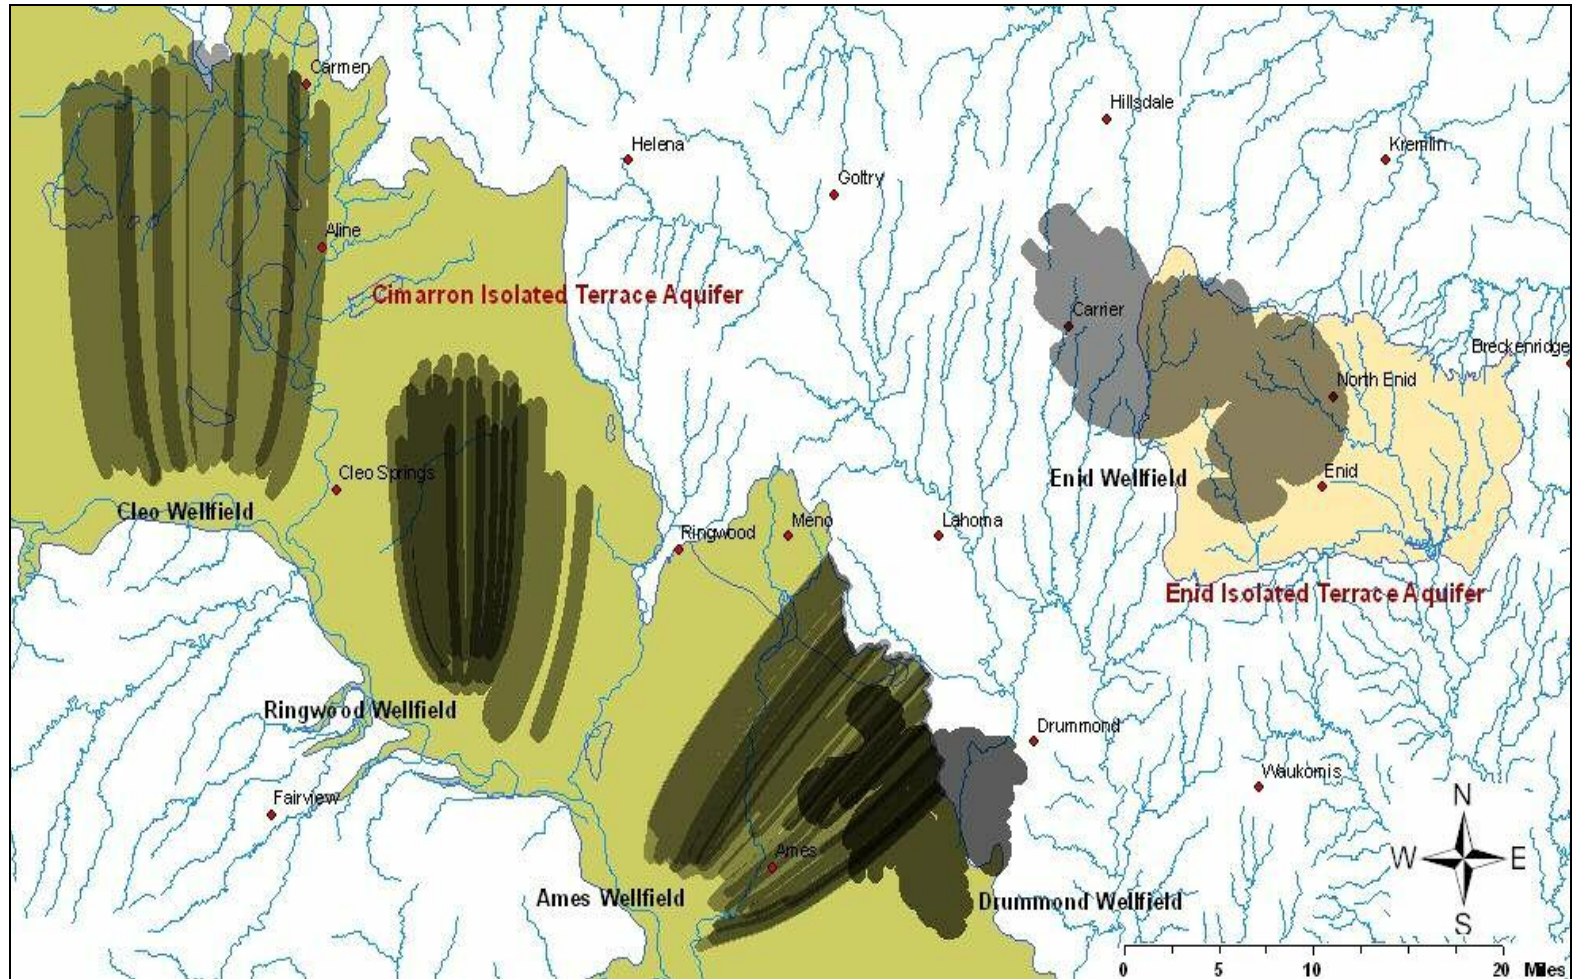 Carmen
Hillsdale
Helena
Kremlin
Goltry
Aline
Cimarron Isolated Terrace Aquifer
Carrier
Breckenridge
North Enid
Cleo Springs
Enid Wellfield
Enid
Cleo Wellfield
Ringwood
Meno
Lahoma
Enid Isolated Terrace Aquifer
Ringwood Wellfield
Drummond
Waukomis
Fairview
N
W
E
S
Ames
Ames Wellfield
Drummond Wellfield
0 5 10 20 Miles